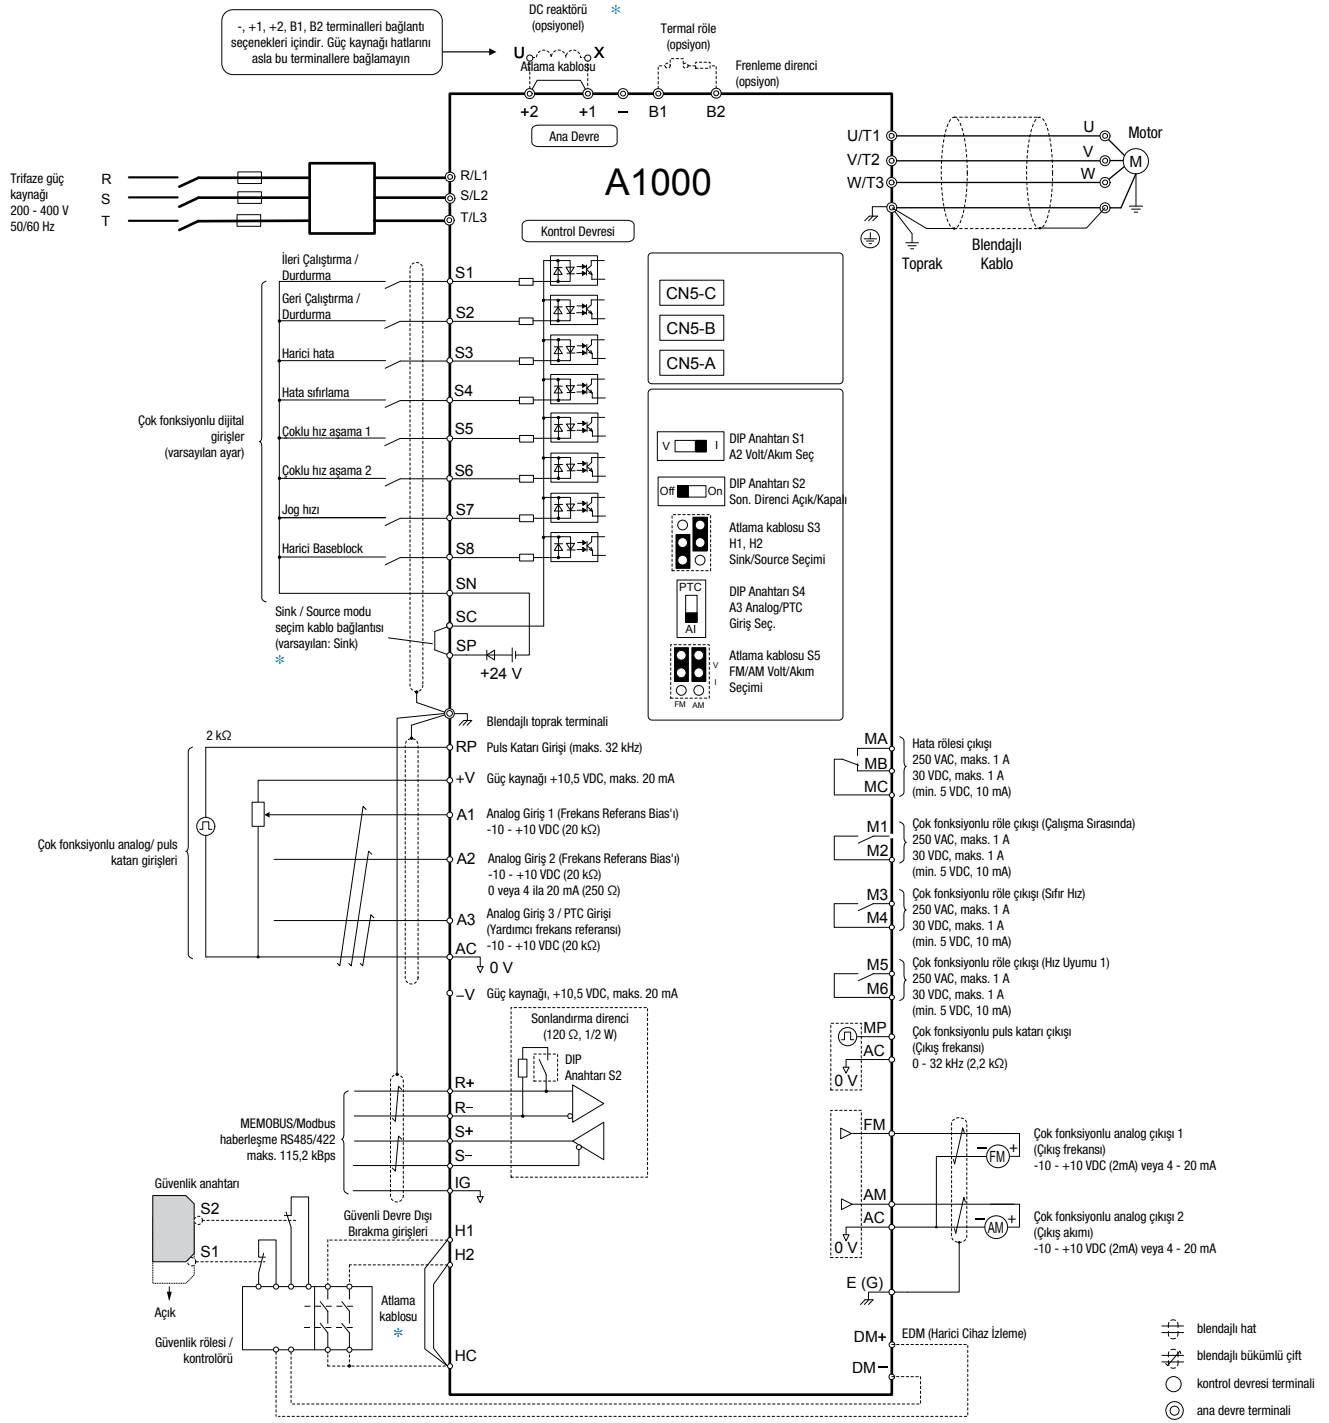 DC reaktörü *
(opsiyonel)
-, +1, +2, B1, B2 terminalleri bağlantı
seçenekleri içindir. Güç kaynağı hatlarını
asla bu terminallere bağlamayın
U X
Atlama kablosu
Termal röle
(opsiyon)
Frenleme direnci
(opsiyon)
+2 +1 – B1 B2
Ana Devre
A1000
Trifaze güç
kaynağı
200 - 400 V
50/60 Hz
R
S
T
R/L1
S/L2
T/L3
U/T1
V/T2
W/T3
U
V
W
Motor
M
Toprak
Blendajlı
Kablo
Kontrol Devresi
Çok fonksiyonlu dijital
girişler
(varsayılan ayar)
İleri Çalıştırma /
Durdurma
S1
Geri Çalıştırma /
Durdurma
S2
Harici hata
S3
Hata sıfırlama
S4
Çoklu hız aşama 1
S5
Çoklu hız aşama 2
S6
Jog hızı
S7
Harici Baseblock
S8
SN
SC
SP
+24 V
Sink / Source modu
seçim kablo bağlantısı
(varsayılan: Sink)
*
CN5-C
CN5-B
CN5-A
V I
DIP Anahtarı S1
A2 Volt/Akım Seç
Off On
DIP Anahtarı S2
Son. Direnci Açık/Kapalı
Atlama kablosu S3
H1, H2
Sink/Source Seçimi
PTC
AI
DIP Anahtarı S4
A3 Analog/PTC
Giriş Seç.
V
I
FM AM
Atlama kablosu S5
FM/AM Volt/Akım
Seçimi
Blendajlı toprak terminali
Çok fonksiyonlu analog/ puls
katarı girişleri
2 kΩ
RP Puls Katarı Girişi (maks. 32 kHz)
+V Güç kaynağı +10,5 VDC, maks. 20 mA
A1 Analog Giriş 1 (Frekans Referans Bias'ı)
-10 - +10 VDC (20 kΩ)
A2 Analog Giriş 2 (Frekans Referans Bias'ı)
-10 - +10 VDC (20 kΩ)
0 veya 4 ila 20 mA (250 Ω)
A3 Analog Giriş 3 / PTC Girişi
(Yardımcı frekans referansı)
-10 - +10 VDC (20 kΩ)
AC
0 V
–V Güç kaynağı, +10,5 VDC, maks. 20 mA
MA
MB
MC
Hata rölesi çıkışı
250 VAC, maks. 1 A
30 VDC, maks. 1 A
(min. 5 VDC, 10 mA)
M1
M2
Çok fonksiyonlu röle çıkışı (Çalışma Sırasında)
250 VAC, maks. 1 A
30 VDC, maks. 1 A
(min. 5 VDC, 10 mA)
M3
M4
Çok fonksiyonlu röle çıkışı (Sıfır Hız)
250 VAC, maks. 1 A
30 VDC, maks. 1 A
(min. 5 VDC, 10 mA)
M5
M6
Çok fonksiyonlu röle çıkışı (Hız Uyumu 1)
250 VAC, maks. 1 A
30 VDC, maks. 1 A
(min. 5 VDC, 10 mA)
MP
AC
0 V
Çok fonksiyonlu puls katarı çıkışı
(Çıkış frekansı)
0 - 32 kHz (2,2 kΩ)
Sonlandırma direnci
(120 Ω, 1/2 W)
DIP
Anahtarı S2
MEMOBUS/Modbus
haberleşme RS485/422
maks. 115,2 kBps
R+
R–
S+
S–
IG
FM
– FM +
Çok fonksiyonlu analog çıkışı 1
(Çıkış frekansı)
-10 - +10 VDC (2mA) veya 4 - 20 mA
AM
AC
0 V
– AM +
Çok fonksiyonlu analog çıkışı 2
(Çıkış akımı)
-10 - +10 VDC (2mA) veya 4 - 20 mA
E (G)
Güvenlik anahtarı
S2
S1
Açık
Güvenlik rölesi /
kontrolörü
Güvenli Devre Dışı
Bırakma girişleri
H1
H2
Atlama
kablosu
*
HC
DM+ EDM (Harici Cihaz İzleme)
DM –
blendajlı hat
blendajlı bükümlü çift
kontrol devresi terminali
ana devre terminali